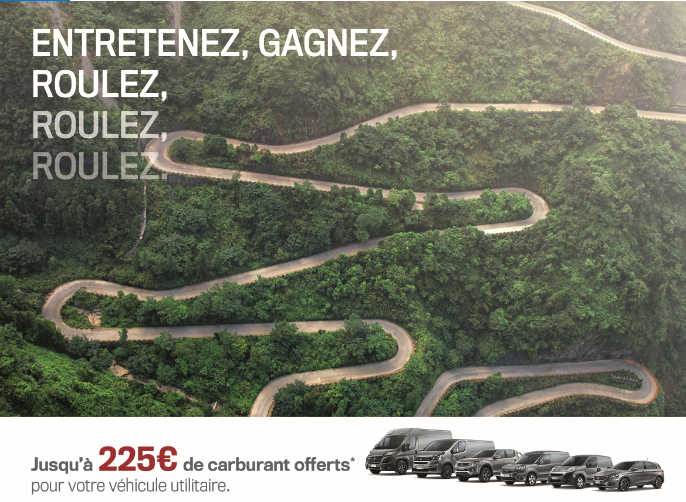 ENTRETENEZ, GAGNEZ,
ROULEZ,
ROULEZ,
ROULEZ
Jusqu'à 225€ de carburant offerts*
pour votre véhicule utilitaire.